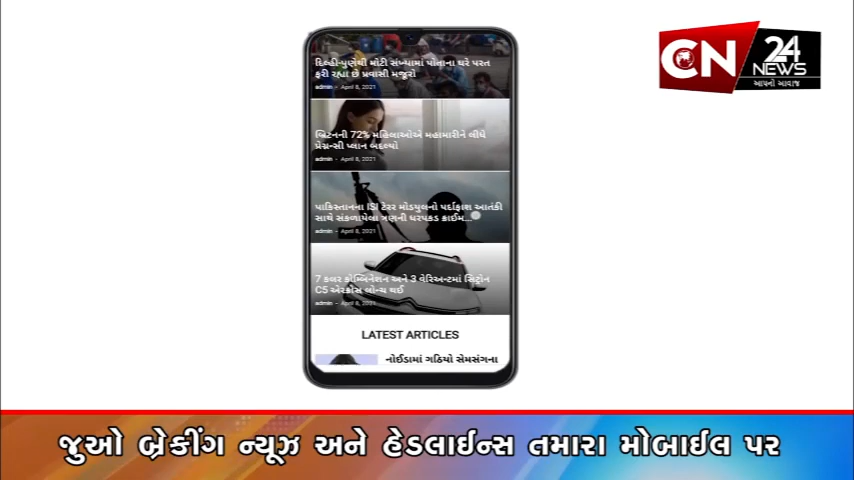 CN 24 NEWS
આપનો અવાજ
દિલ્હી-પુણેથી મોટી સંખ્યામાં પોતાના ઘરે પરત
ફરી રહ્યા છે પ્રવાસી મજૂરો
admin - April 8, 2021
બ્રિટનની 72% મહિલાઓએ મહામારીને લીધે
પ્રેગ્નન્સી પ્લાન બદલ્યો
admin - April 8, 2021
પાકિસ્તાનના ISI ટેરર મોડયુલનો પર્દાફાશ આતંકી
સાથે સંકળાયેલા ત્રણની ધરપકડ ક્રાઈમ...
admin - April 8, 2021
7 કલર કોમ્બિનેશન અને 3 વેરિઅન્ટમાં સિટ્રોન
C5 એરક્રોસ લોન્ચ થઈ
admin - April 8, 2021
LATEST ARTICLES
નોઈડામાં ગઠિયો સેમસંગના
જુઓ બ્રેકીંગ ન્યૂઝ અને હેડલાઈન્સ તમારા મોબાઈલ પર